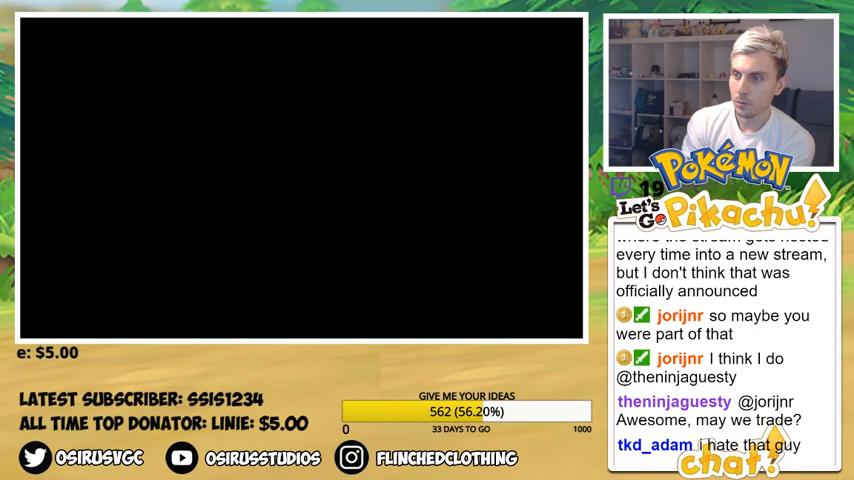 POKÉMON
19
Let's Go Pikachu!
every time into a new stream,
but I don't think that was
officially announced
jorijnr so maybe you
were part of that
jorijnr I think I do
@theninjaguesty
theninjaguesty @jorijnr
Awesome, may we trade?
tkd_adam I hate that guy
chat!
e: $5.00
LATEST SUBSCRIBER: SSIS1234
ALL TIME TOP DONATOR: LINIE: $5.00
GIVE ME YOUR IDEAS
562 (56.20%)
0 33 DAYS TO GO 1000
OSIRUSVGC OSIRUSSTUDIOS FLINCHEDCLOTHING